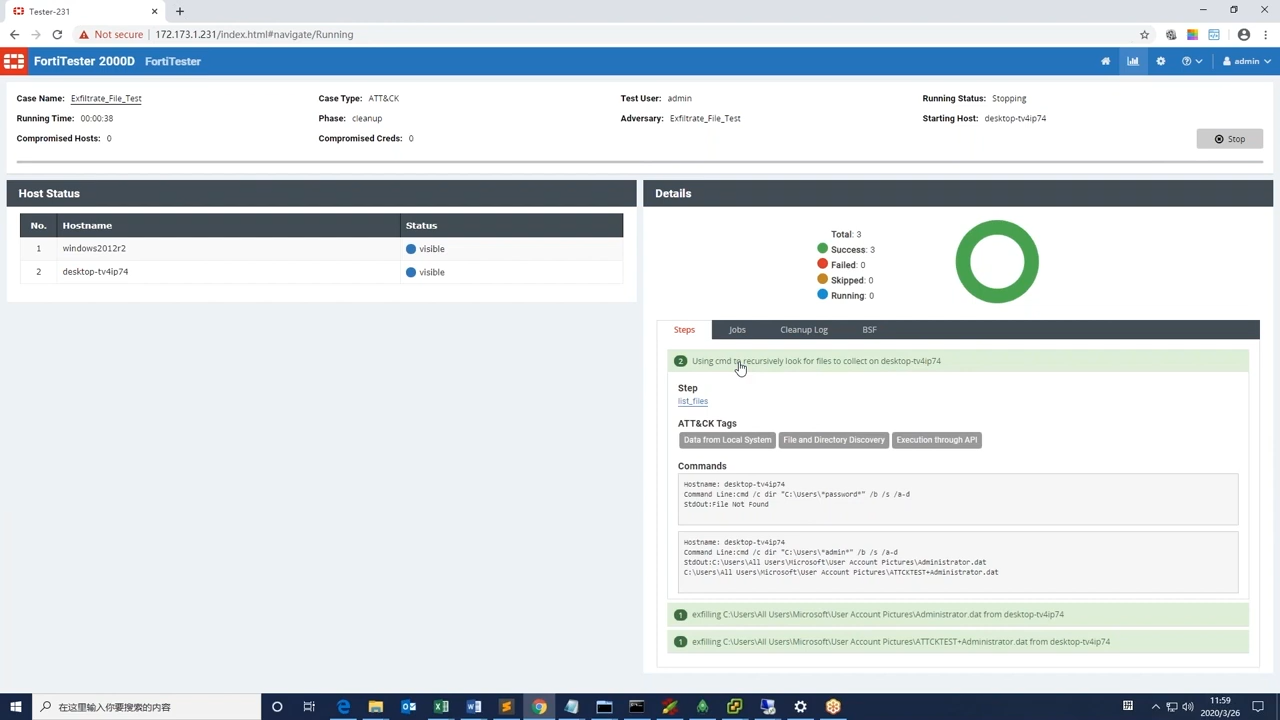 Tester-231
Not secure
172.173.1.231/index.html#navigate/Running
FortiTester 2000D FortiTester
admin
Case Name: Exfiltrate_File_Test
Case Type: ATT&CK
Test User: admin
Running Status: Stopping
Running Time: 00:00:38
Phase: cleanup
Adversary: Exfiltrate_File_Test
Starting Host: desktop-tv4ip74
Compromised Hosts: 0
Compromised Creds: 0
Stop
Host Status
No. Hostname Status
1 windows2012r2 visible
2 desktop-tv4ip74 visible
Details
Total: 3
Success: 3
Failed: 0
Skipped: 0
Running: 0
Steps Jobs Cleanup Log BSF
2 Using cmd to recursively look for files to collect on desktop-tv4ip74
Step
list_files
ATT&CK Tags
Data from Local System File and Directory Discovery Execution through API
Commands
Hostname: desktop-tv4ip74
Command Line:cmd /c dir "C:\Users\*password*" /b /s /a-d
StdOut:File Not Found
Hostname: desktop-tv4ip74
Command Line:cmd /c dir "C:\Users\*admin*" /b /s /a-d
StdOut:C:\Users\All Users\Microsoft\User Account Pictures\Administrator.dat
C:\Users\All Users\Microsoft\User Account Pictures\ATTCKTEST+Administrator.dat
1 exfilling C:\Users\All Users\Microsoft\User Account Pictures\Administrator.dat from desktop-tv4ip74
1 exfilling C:\Users\All Users\Microsoft\User Account Pictures\ATTCKTEST+Administrator.dat from desktop-tv4ip74
在这里输入你要搜索的内容
11:59
2020/3/26